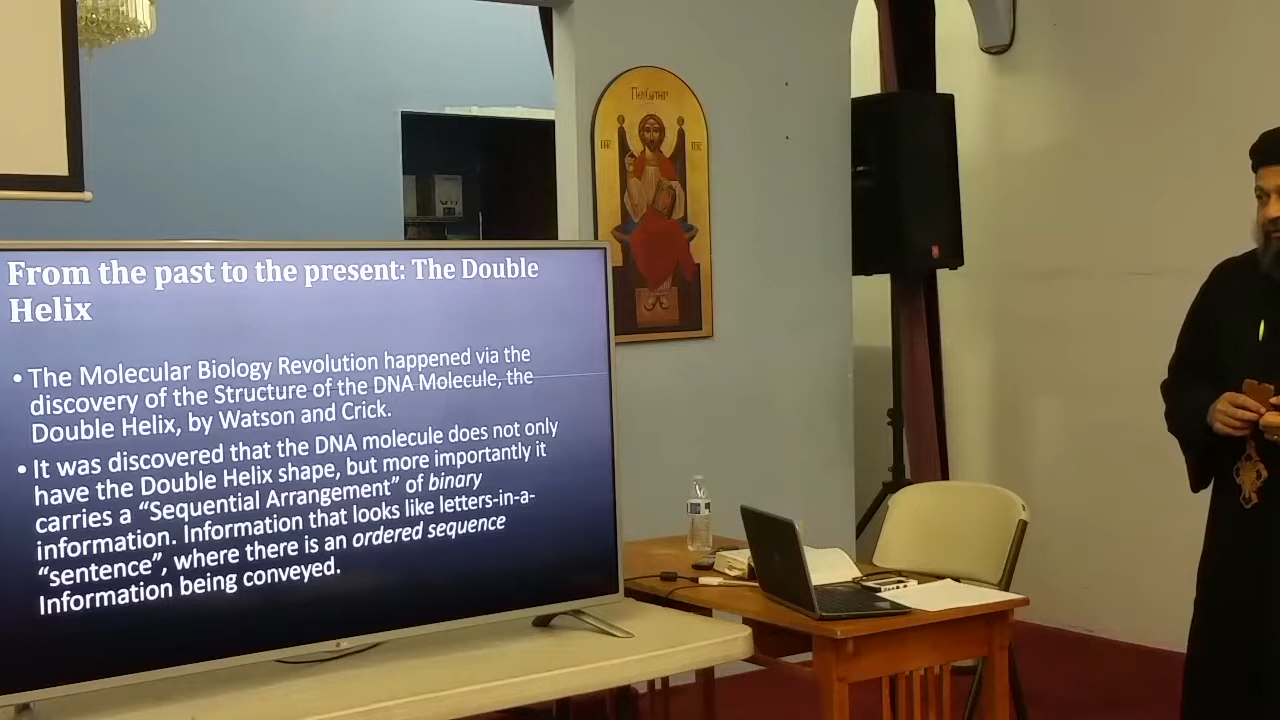 From the past to the present: The Double
Helix
• The Molecular Biology Revolution happened via the
discovery of the Structure of the DNA Molecule, the
Double Helix, by Watson and Crick.
• It was discovered that the DNA molecule does not only
have the Double Helix shape, but more importantly it
carries a “Sequential Arrangement” of binary
information. Information that looks like letters-in-a-
“sentence”, where there is an ordered sequence
Information being conveyed.